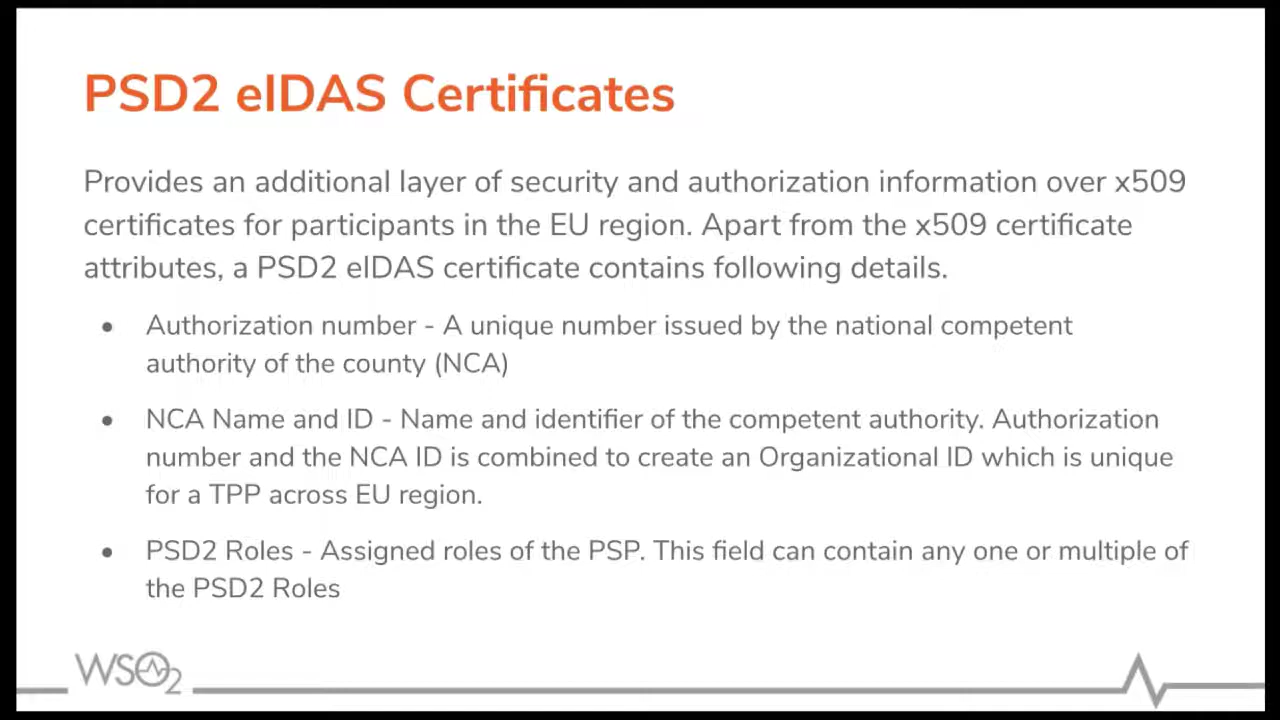 PSD2 eIDAS Certificates
Provides an additional layer of security and authorization information over x509
certificates for participants in the EU region. Apart from the x509 certificate
attributes, a PSD2 eIDAS certificate contains following details.
● Authorization number - A unique number issued by the national competent
authority of the county (NCA)
● NCA Name and ID - Name and identifier of the competent authority. Authorization
number and the NCA ID is combined to create an Organizational ID which is unique
for a TPP across EU region.
● PSD2 Roles - Assigned roles of the PSP. This field can contain any one or multiple of
the PSD2 Roles
WSO2